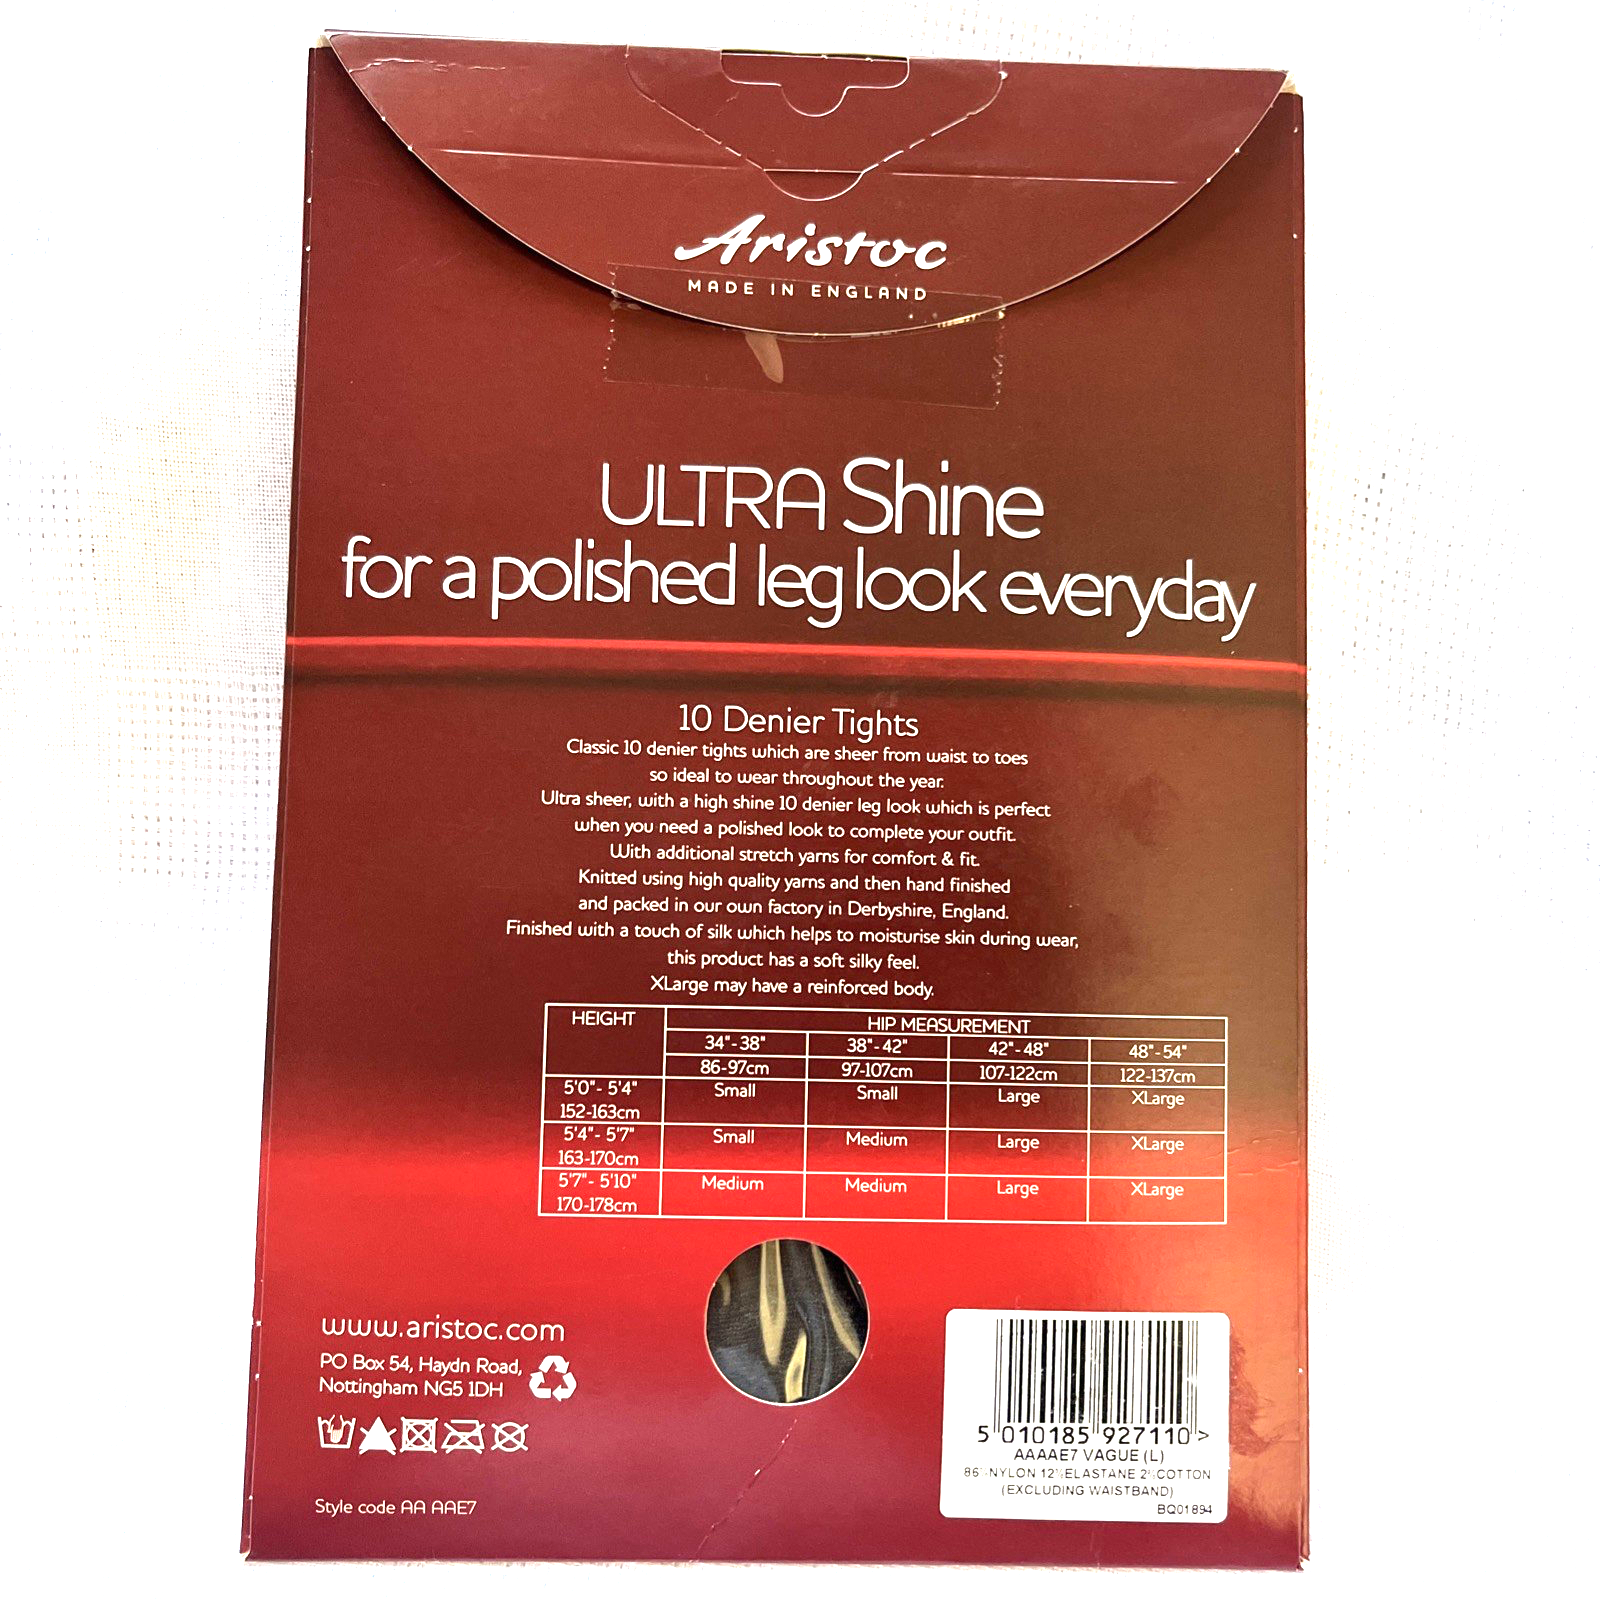 Aristoc
MADE IN ENGLAND
ULTRA Shine
for a polished leg look everyday
10 Denier Tights
Classic 10 denier tights which are sheer from waist to toes
so ideal to wear throughout the year.
Ultra sheer, with a high shine 10 denier leg look which is perfect
when you need a polished look to complete your outfit.
With additional stretch yarns for comfort & fit.
Knitted using high quality yarns and then hand finished
and packed in our own factory in Derbyshire, England.
Finished with a touch of silk which helps to moisturise skin during wear,
this product has a soft silky feel.
XLarge may have a reinforced body.
HEIGHT HIP MEASUREMENT
34"-38" 38"-42" 42"-48" 48"-54"
86-97cm 97-107cm 107-122cm 122-137cm
5'0"- 5'4" Small Small Large XLarge
152-163cm
5'4"- 5'7" Small Medium Large XLarge
163-170cm
5'7"- 5'10" Medium Medium Large XLarge
170-178cm
www.aristoc.com
PO Box 54, Haydn Road,
Nottingham NG5 1DH
Style code AA AAE7
5 010185 927110 >
AAAAE7 VAGUE (L)
86% NYLON 12% ELASTANE 2% COTTON
(EXCLUDING WAISTBAND)
BQ01894